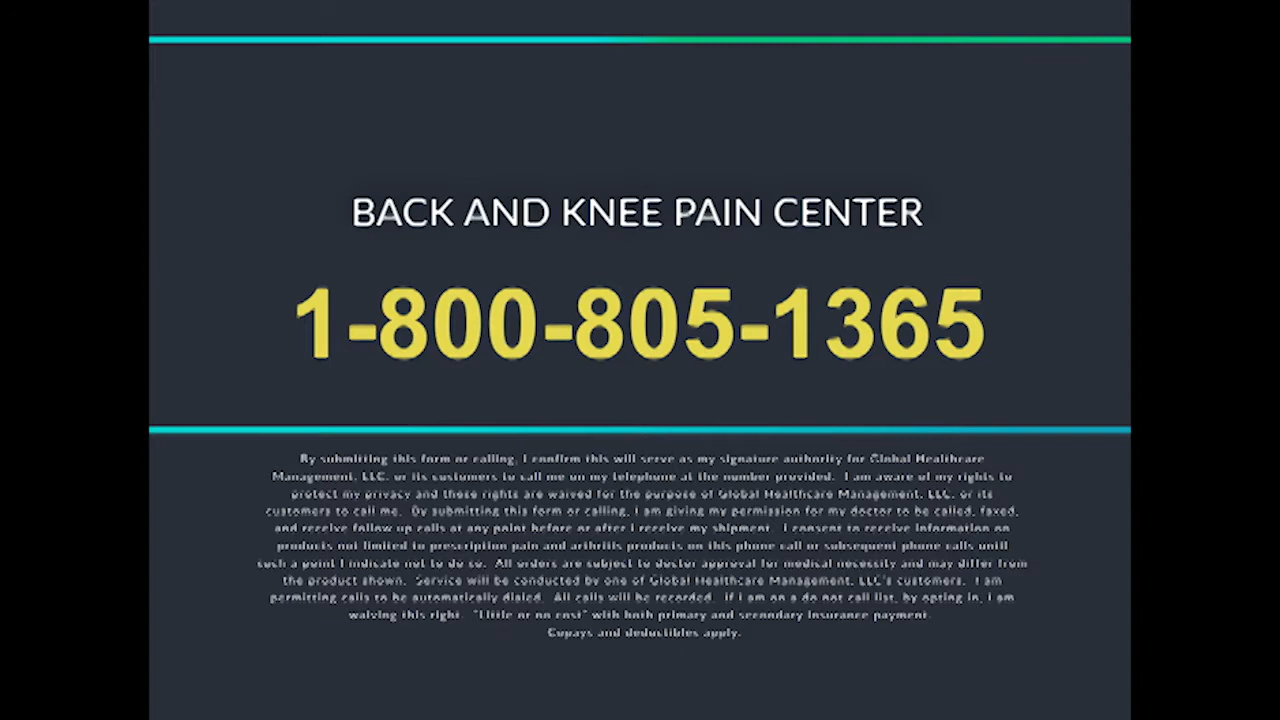 BACK AND KNEE PAIN CENTER
1-800-805-1365
By submitting this form or calling, I confirm this will serve as my signature authority for Global Healthcare
Management, LLC. or its customers to call me on my telephone at the number provided. I am aware of my rights to
protect my privacy and these rights are waived for the purpose of Global Healthcare Management, LLC. or its
customers to call me. By submitting this form or calling, I am giving my permission for my doctor to be called, faxed,
and receive follow up calls at any point before or after I receive my shipment. I consent to receive information on
products not limited to prescription pain and arthritis products on this phone call or subsequent phone calls until
such a point I indicate not to do so. All orders are subject to doctor approval for medical necessity and may differ from
the product shown. Service will be conducted by one of Global Healthcare Management, LLC's customers. I am
permitting calls to be automatically dialed. All calls will be recorded. If I am on a do not call list, by opting in, I am
waiving this right. "Little or no cost" with both primary and secondary insurance payment.
Copays and deductibles apply.